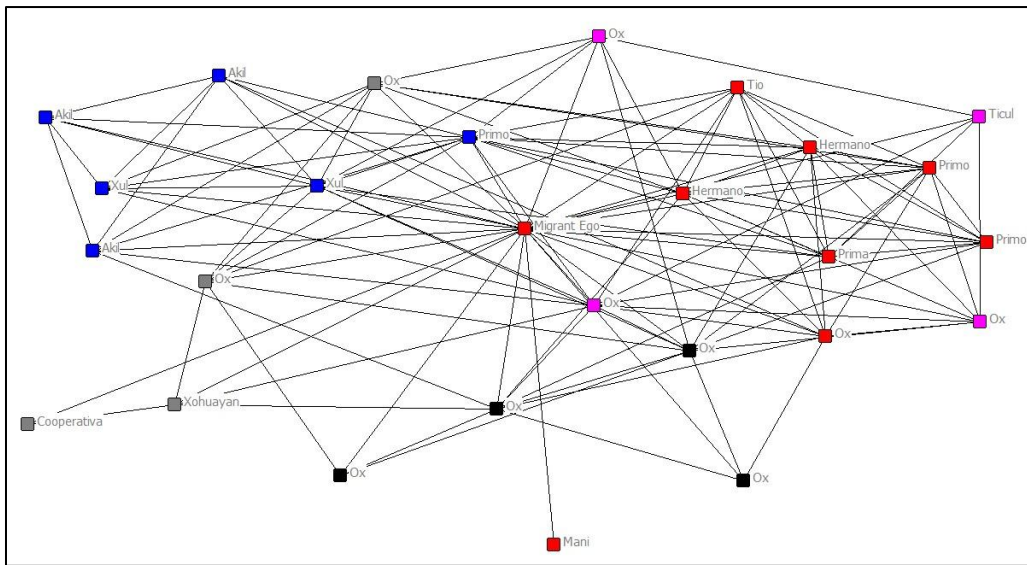 Ox
Akil
Ox
Tio
Akil
Ticul
Primo
Hermano
Primo
Xul
Xul
Hermano
Migrant Ego
Primo
Akil
Prima
Ox
Ox
Ox
Ox
Ox
Xohuayan
Ox
Cooperativa
Ox
Ox
Mani